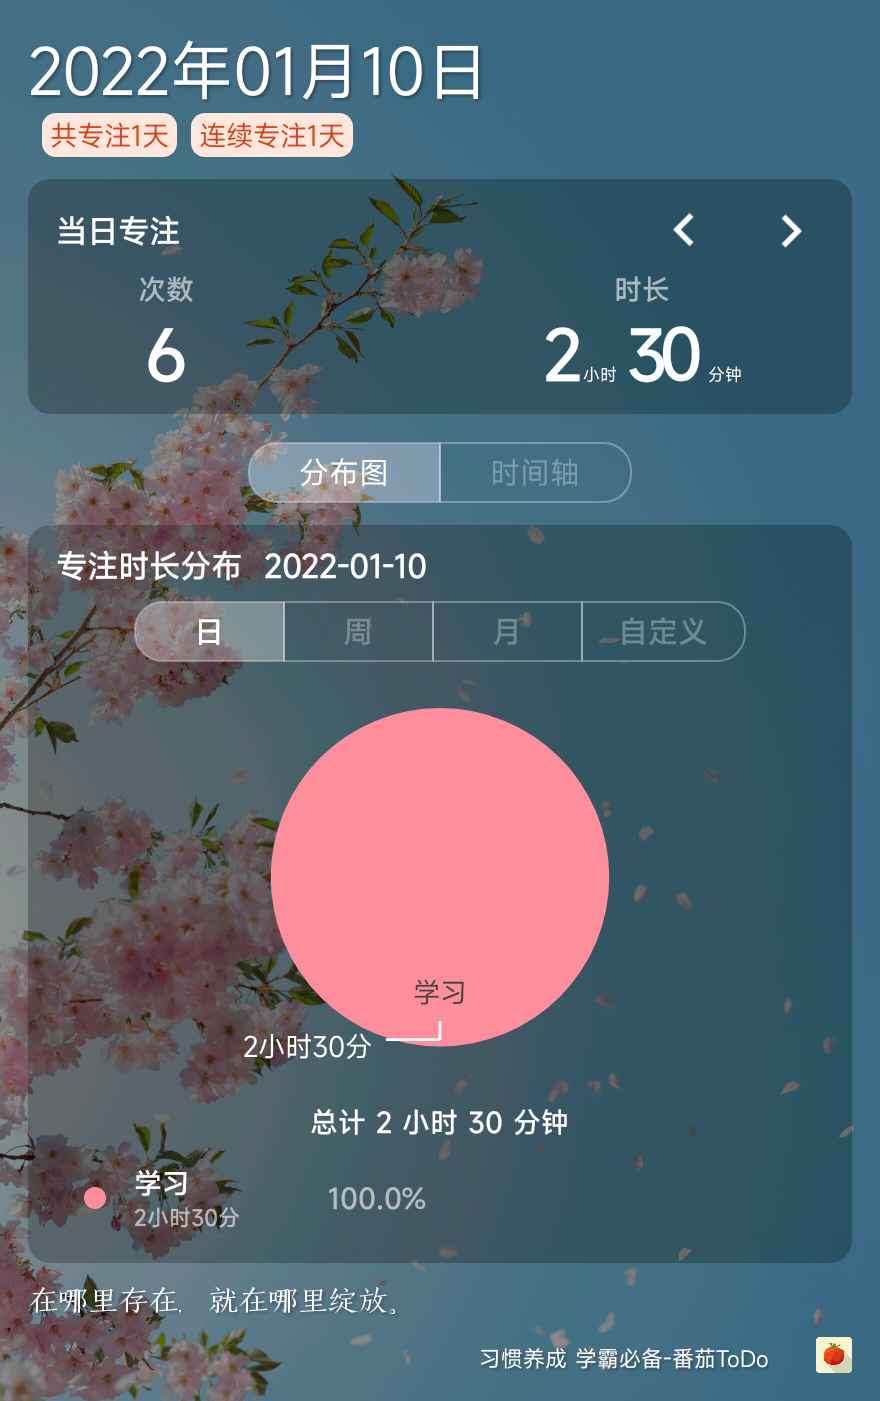 2022年01月10日
共专注1天 连续专注1天
当日专注
次数 时长
6 2小时 30分钟
分布图 时间轴
专注时长分布 2022-01-10
日 周 月 自定义
学习
2小时30分
总计 2 小时 30 分钟
学习
2小时30分 100.0%
在哪里存在，就在哪里绽放。
习惯养成 学霸必备-番茄ToDo